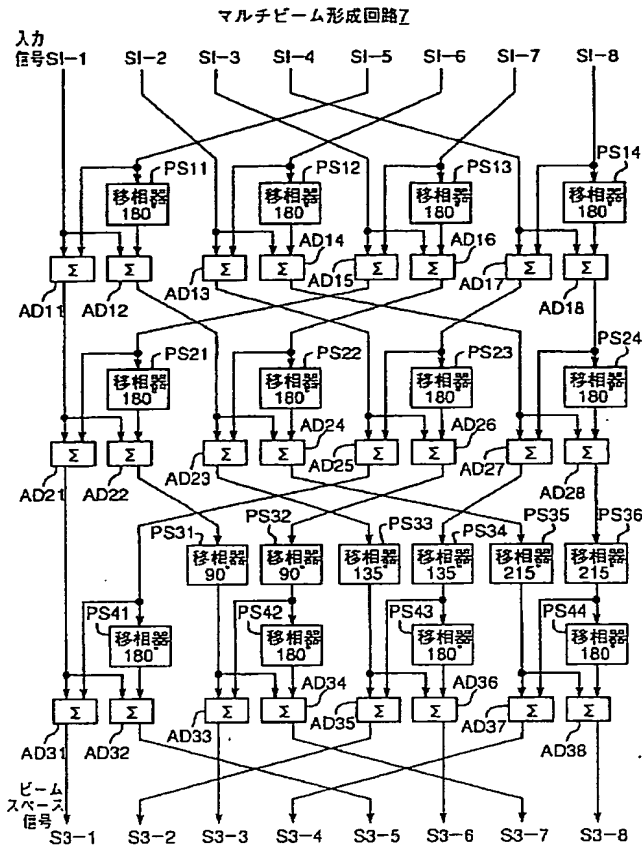 マルチビーム形成回路7
入力
信号 SI-1 SI-2 SI-3 SI-4 SI-5 SI-6 SI-7 SI-8
PS11 PS12 PS13 PS14
移相器 移相器 移相器 移相器
180° 180° 180° 180°
AD14 AD16
Σ Σ Σ Σ Σ Σ Σ Σ
AD11 AD12 AD13 AD15 AD17 AD18
PS21 PS22 PS23 PS24
移相器 移相器 移相器 移相器
180° 180° 180° 180°
AD24 AD26
Σ Σ Σ Σ Σ Σ Σ Σ
AD21 AD22 AD23 AD25 AD27 AD28
PS31 PS32 PS33 PS34 PS35 PS36
移相器 移相器 移相器 移相器 移相器 移相器
90° 90° 135° 135° 215° 215°
PS41 PS42 PS43 PS44
移相器 移相器 移相器 移相器
180° 180° 180° 180°
AD34 AD36
Σ Σ Σ Σ Σ Σ Σ Σ
AD31 AD32 AD33 AD35 AD37 AD38
ビーム
スペース
信号
S3-1 S3-2 S3-3 S3-4 S3-5 S3-6 S3-7 S3-8